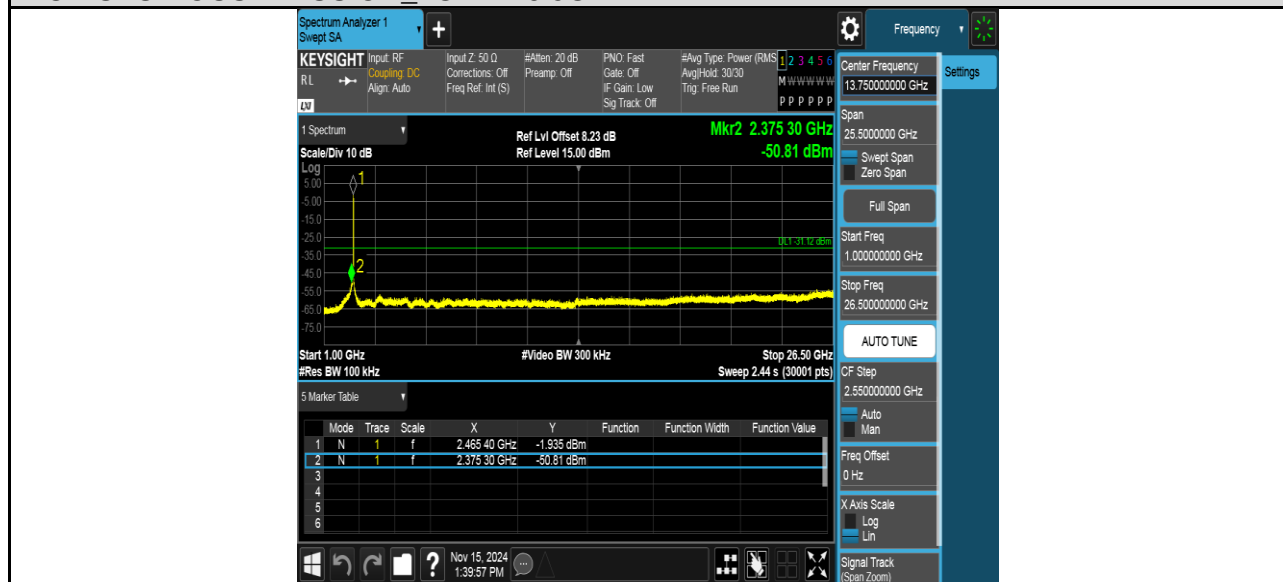 Spectrum Analyzer 1
Swept SA
+
Frequency
KEYSIGHT
RL
LXI
Input: RF
Coupling: DC
Align: Auto
Input Z: 50 Ω
Corrections: Off
Freq Ref: Int (S)
#Atten: 20 dB
Preamp: Off
PNO: Fast
Gate: Off
IF Gain: Low
Sig Track: Off
#Avg Type: Power (RMS
Avg|Hold: 30/30
Trig: Free Run
1 2 3 4 5 6
M W W W W W
P P P P P P
Center Frequency
13.750000000 GHz
Settings
1 Spectrum
Ref Lvl Offset 8.23 dB
Mkr2 2.375 30 GHz
Scale/Div 10 dB
Ref Level 15.00 dBm
-50.81 dBm
Log
5.00
-5.00
-15.0
-25.0
-35.0
-45.0
-55.0
-65.0
-75.0
1
2
DL1 -31.12 dBm
Start 1.00 GHz
#Video BW 300 kHz
Stop 26.50 GHz
#Res BW 100 kHz
Sweep 2.44 s (30001 pts)
Span
25.5000000 GHz
Swept Span
Zero Span
Full Span
Start Freq
1.000000000 GHz
Stop Freq
26.500000000 GHz
AUTO TUNE
CF Step
2.550000000 GHz
Auto
Man
Freq Offset
0 Hz
X Axis Scale
Log
Lin
Signal Track
(Span Zoom)
5 Marker Table
Mode Trace Scale X Y Function Function Width Function Value
1 N 1 f 2.465 40 GHz -1.935 dBm
2 N 1 f 2.375 30 GHz -50.81 dBm
3
4
5
6
?
Nov 15, 2024
1:39:57 PM